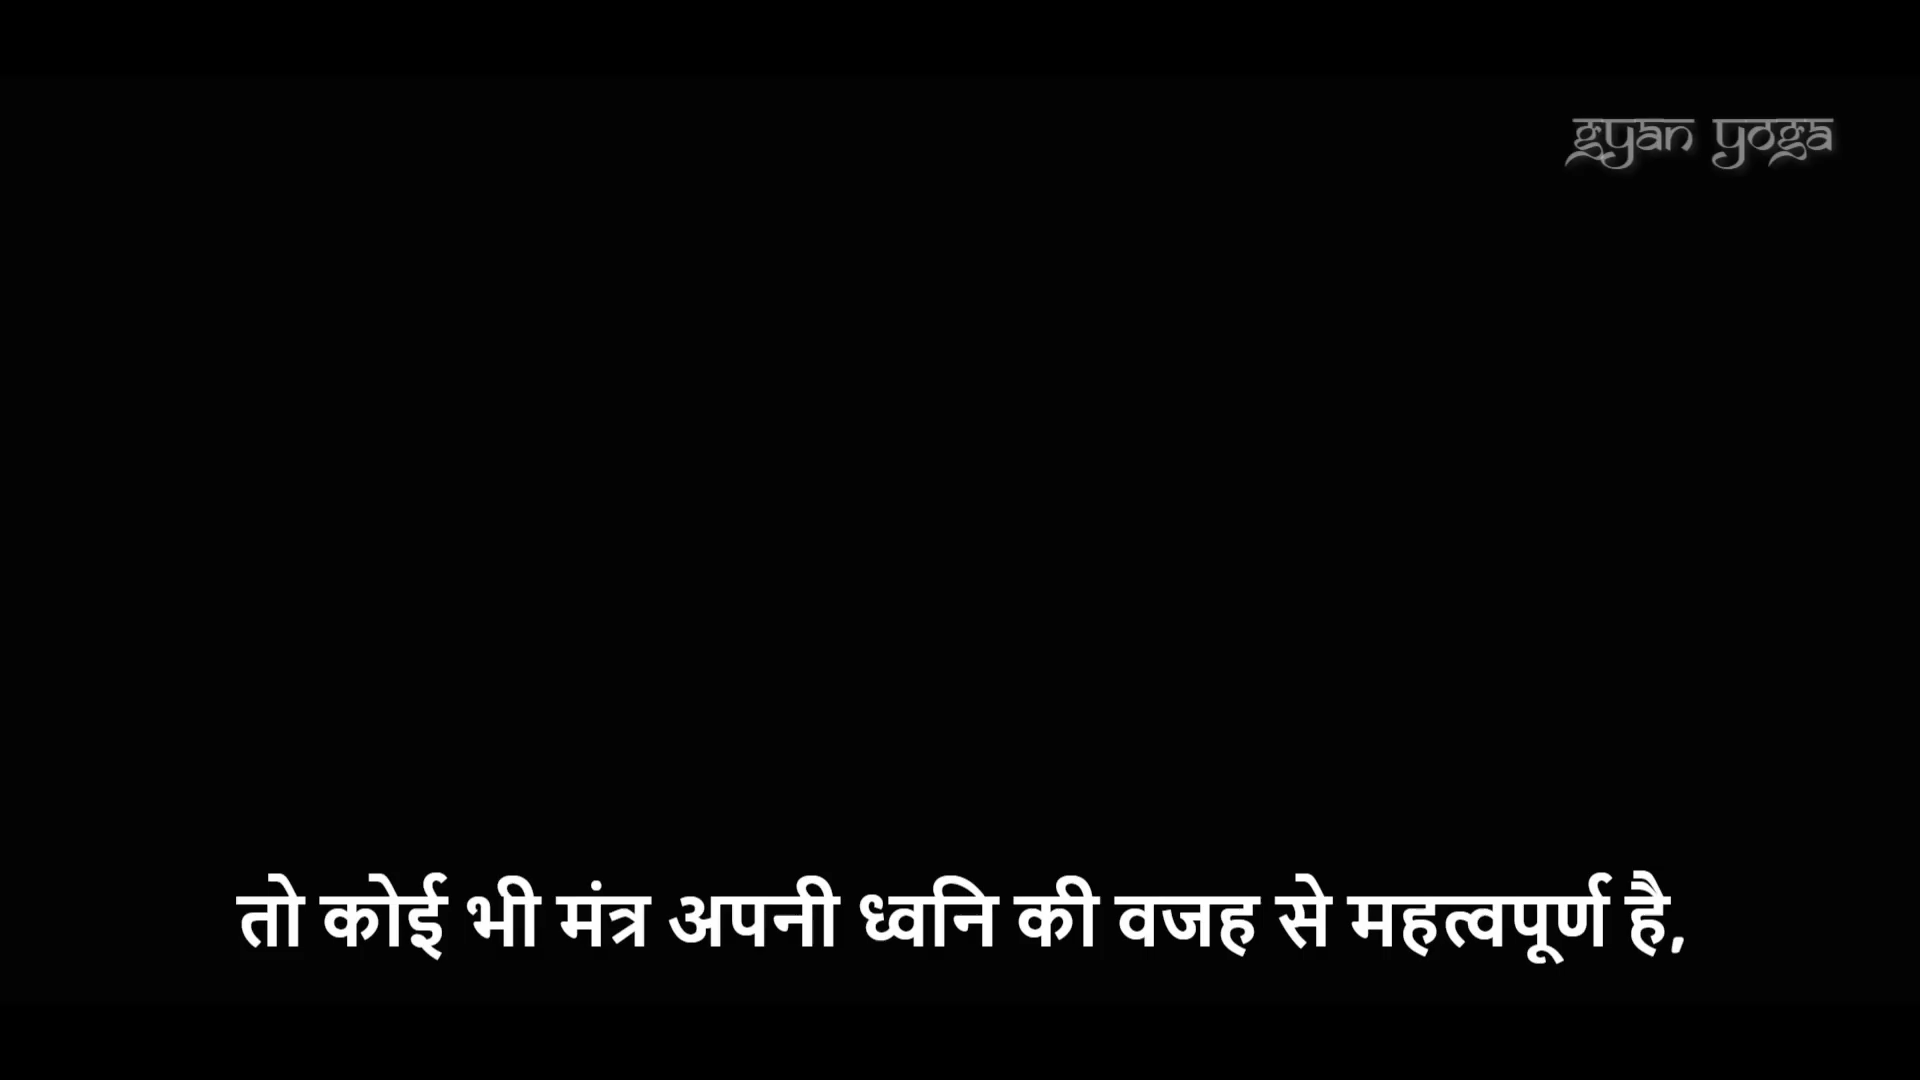 gyan yoga
तो कोई भी मंत्र अपनी ध्वनि की वजह से महत्वपूर्ण है,